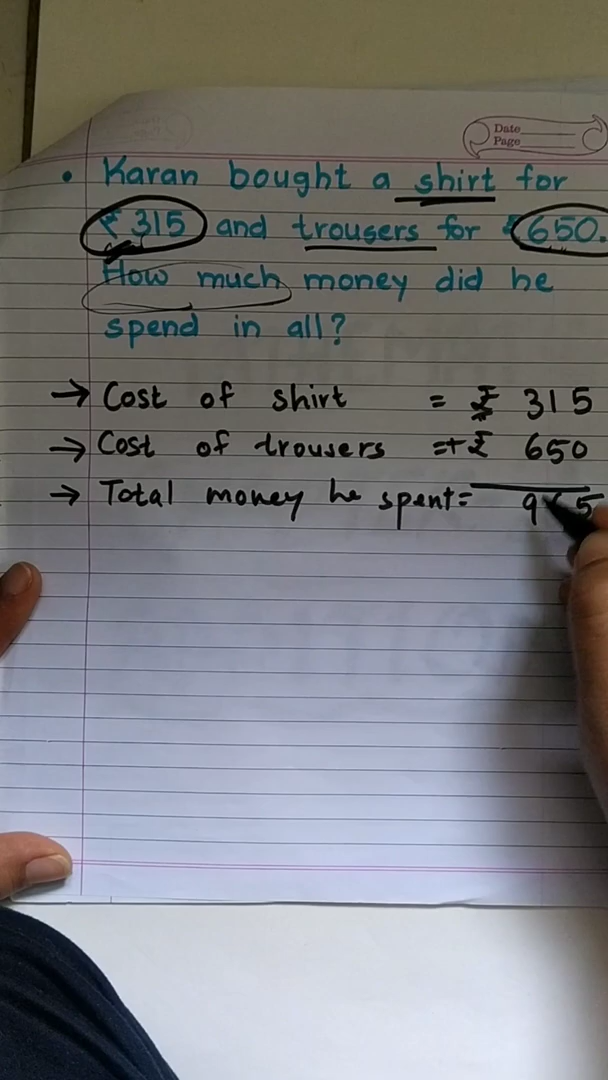 Date
Page
• Karan bought a shirt for
₹ 315 and trousers for ₹ 650.
How much money did he
spend in all?
→ Cost of shirt = ₹ 315
→ Cost of trousers =+ ₹ 650
→ Total money he spent= 965